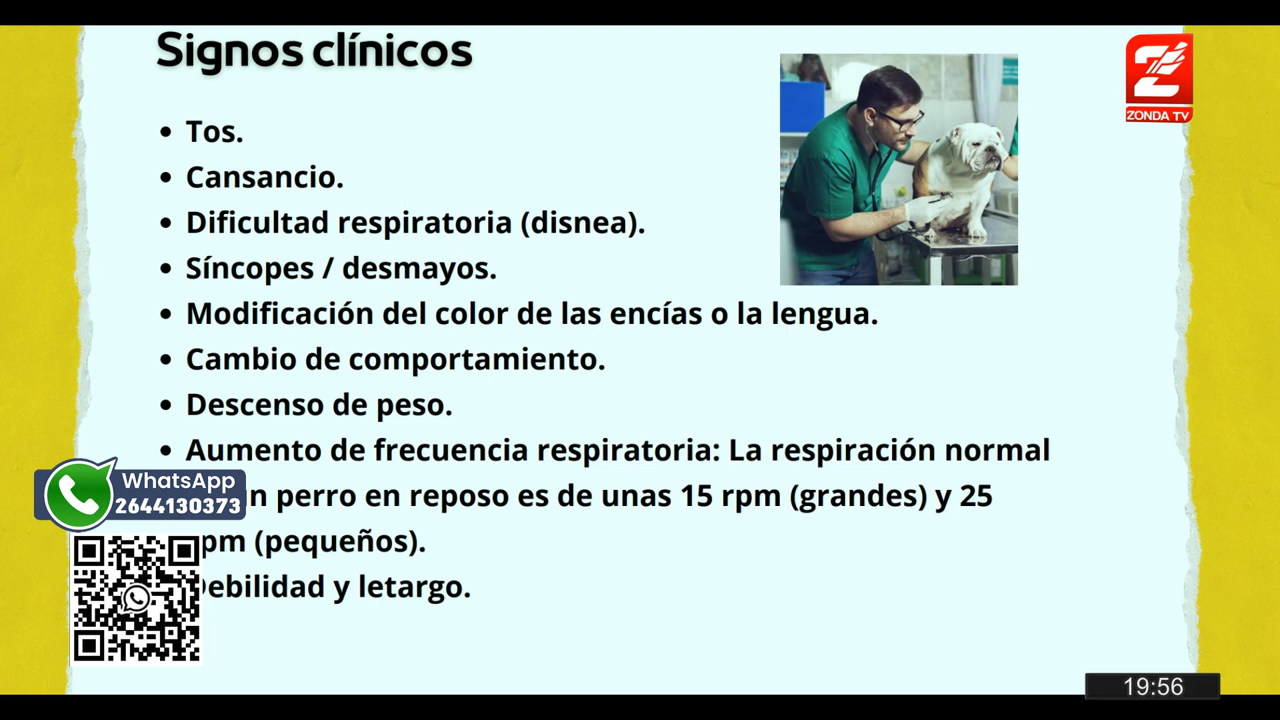 Signos clínicos
Tos.
Cansancio.
Dificultad respiratoria (disnea).
Síncopes / desmayos.
Modificación del color de las encías o la lengua.
Cambio de comportamiento.
Descenso de peso.
Aumento de frecuencia respiratoria: La respiración normal
perro en reposo es de unas 15 rpm (grandes) y 25
rpm (pequeños).
Debilidad y letargo.
Z
ZONDA TV
WhatsApp
2644130373
19:56